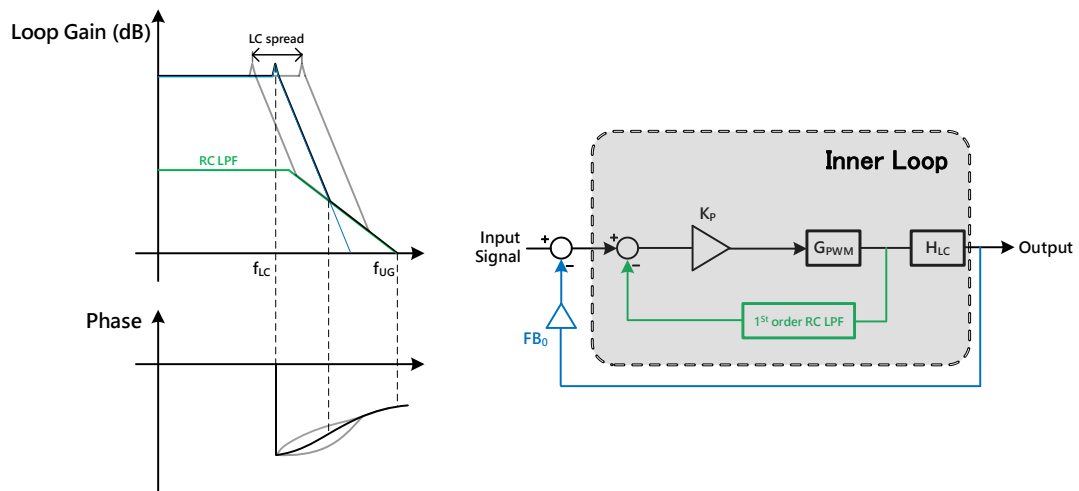 Loop Gain (dB)
LC spread
RC LPF
fLC
fUG
Phase
Inner Loop
KP
Input
Signal
+
-
+
-
GPWM
HLC
Output
1St order RC LPF
FB0